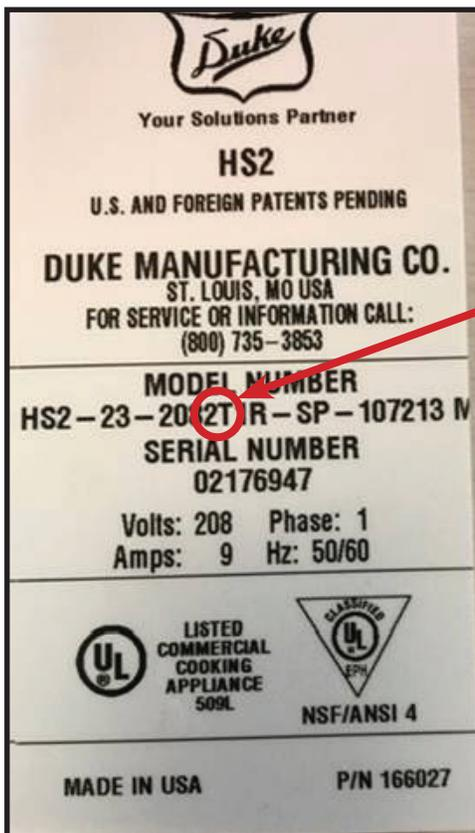 Duke
Your Solutions Partner
HS2
U.S. AND FOREIGN PATENTS PENDING
DUKE MANUFACTURING CO.
ST. LOUIS, MO USA
FOR SERVICE OR INFORMATION CALL:
(800) 735–3853
MODEL NUMBER
HS2–23– –SP–107213 M
SERIAL NUMBER
02176947
Volts: 208 Phase: 1
Amps: 9 Hz: 50/60
UL ®
LISTED
COMMERCIAL
COOKING
APPLIANCE
509L
CLASSIFIED
UL
EPH
NSF/ANSI 4
MADE IN USA P/N 166027